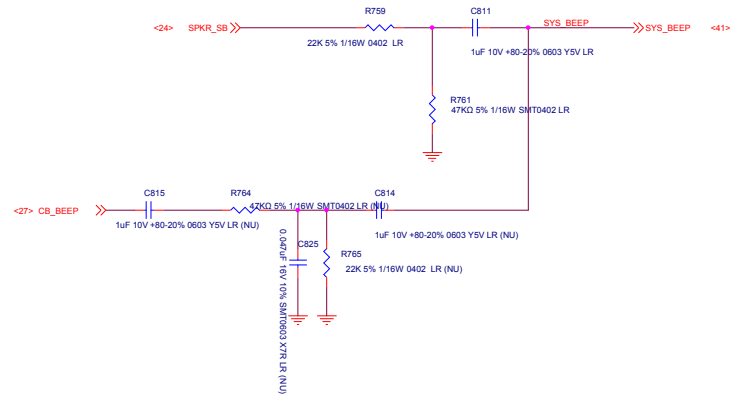 R759
C811
<24> SPKR_SB
SYS_BEEP
SYS_BEEP <41>
22K 5% 1/16W 0402 LR
1uF 10V +80-20% 0603 Y5V LR
R761
47KΩ 5% 1/16W SMT0402 LR
C815
R764
C814
<27> CB_BEEP
47KΩ 5% 1/16W SMT0402 LR (NU)
1uF 10V +80-20% 0603 Y5V LR (NU)
1uF 10V +80-20% 0603 Y5V LR (NU)
C825
R765
22K 5% 1/16W 0402 LR (NU)
0.047uF 16V 10% SMT0603 X7R LR (NU)